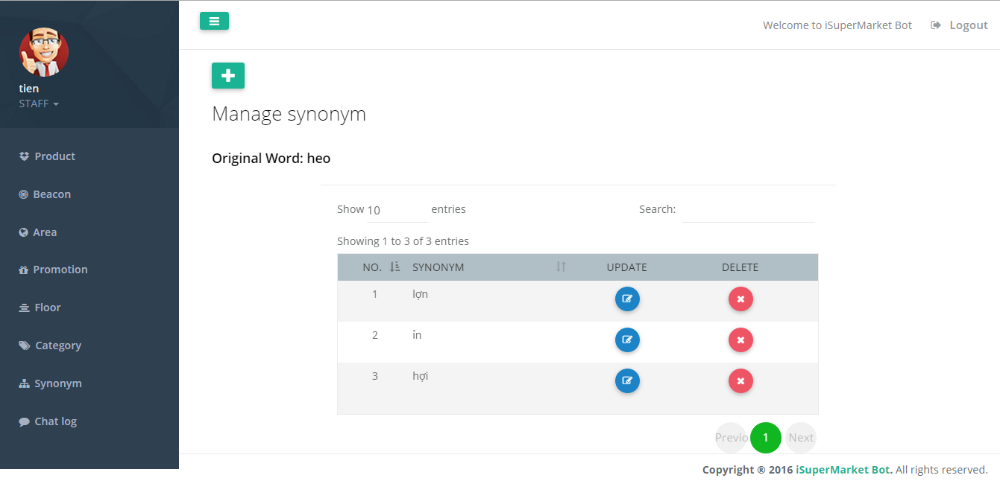 Welcome to iSuperMarket Bot Logout
tien
STAFF
Product
Beacon
Area
Promotion
Floor
Category
Synonym
Chat log
Manage synonym
Original Word: heo
Show 10 entries Search:
Showing 1 to 3 of 3 entries
NO. SYNONYM UPDATE DELETE
1 lợn
2 ỉn
3 hợi
Previo 1 Next
Copyright ® 2016 iSuperMarket Bot. All rights reserved.